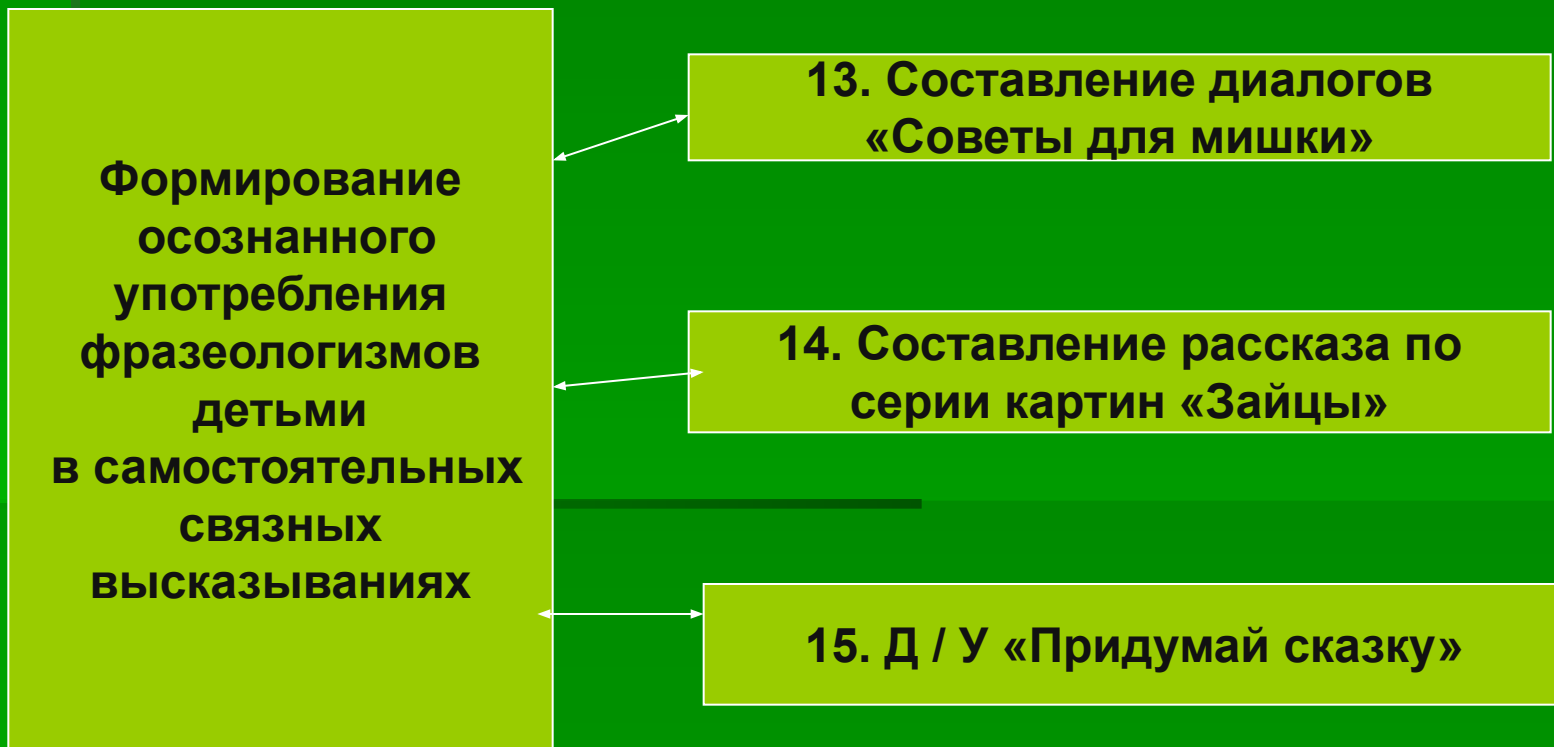 Формирование
осознанного
употребления
фразеологизмов
детьми
в самостоятельных
связных
высказываниях
13. Составление диалогов
«Советы для мишки»
14. Составление рассказа по
серии картин «Зайцы»
15. Д / У «Придумай сказку»